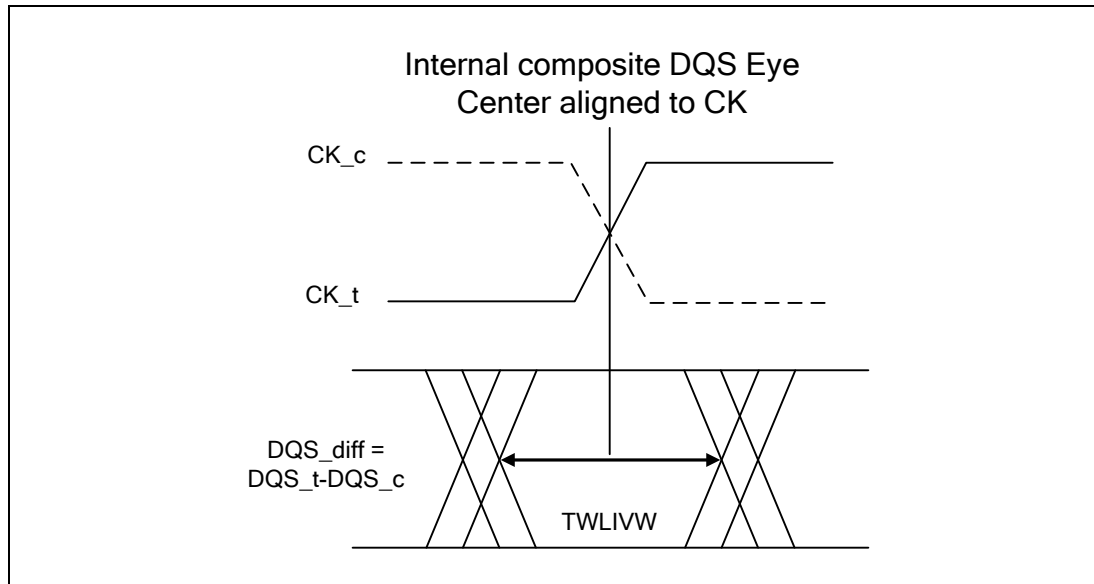 Internal composite DQS Eye
Center aligned to CK
CK_c
CK_t
DQS_diff =
DQS_t-DQS_c
TWLIVW